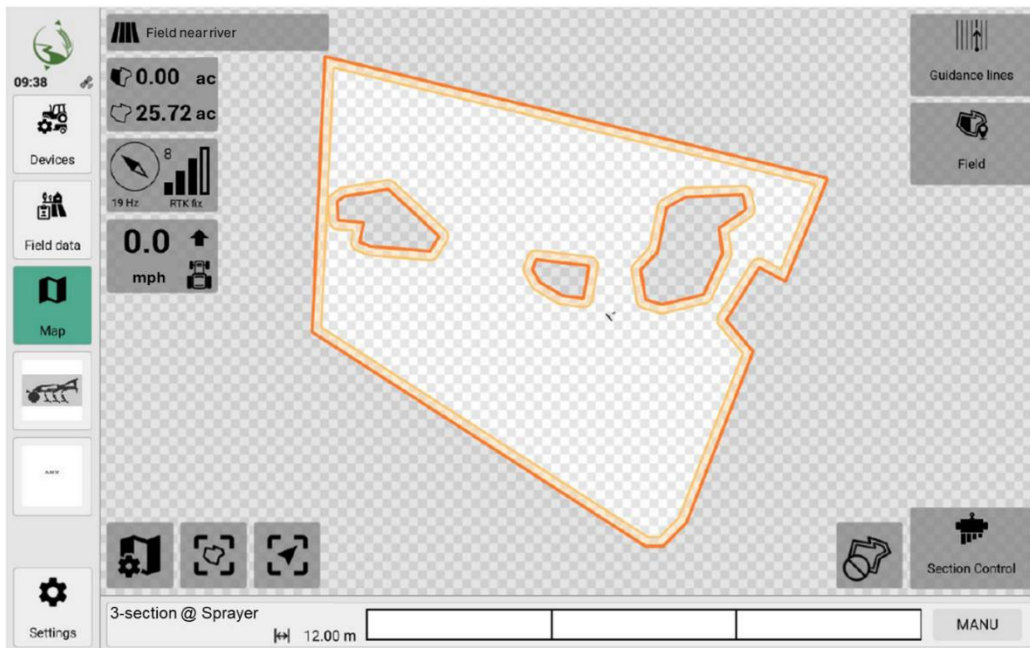 09:38
Devices
Field data
Map
Settings
Field near river
0.00 ac
25.72 ac
8
19 Hz RTK fix
0.0
mph
Guidance lines
Field
Section Control
3-section @ Sprayer
12.00 m
MANU